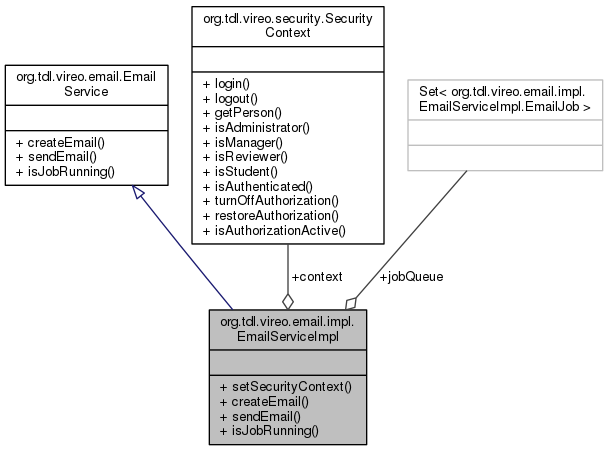 org.tdl.vireo.security.Security
Context
+ login()
+ logout()
+ getPerson()
+ isAdministrator()
+ isManager()
+ isReviewer()
+ isStudent()
+ isAuthenticated()
+ turnOffAuthorization()
+ restoreAuthorization()
+ isAuthorizationActive()
org.tdl.vireo.email.Email
Service
+ createEmail()
+ sendEmail()
+ isJobRunning()
Set< org.tdl.vireo.email.impl.
EmailServiceImpl.EmailJob >
+context
+jobQueue
org.tdl.vireo.email.impl.
EmailServiceImpl
+ setSecurityContext()
+ createEmail()
+ sendEmail()
+ isJobRunning()